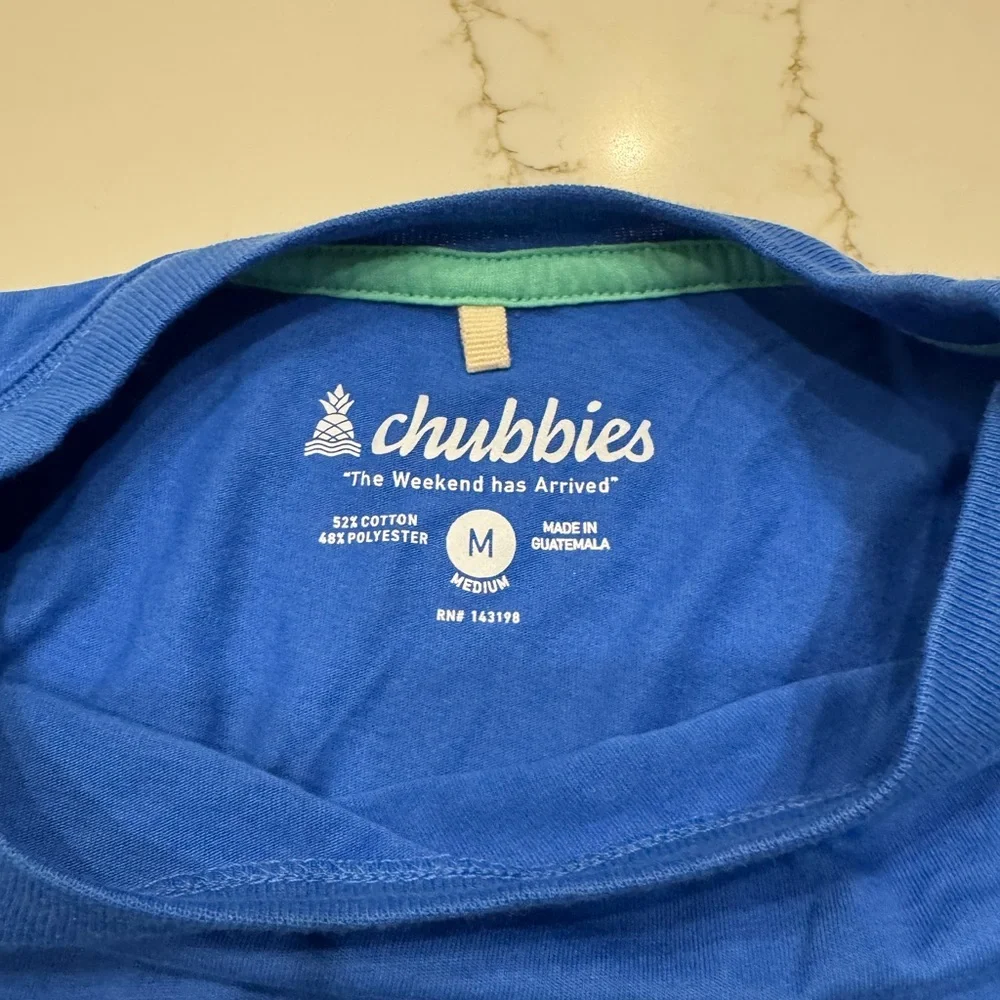 chubbies
"The Weekend has Arrived"
52% COTTON
48% POLYESTER
M
MEDIUM
MADE IN
GUATEMALA
RN# 143198